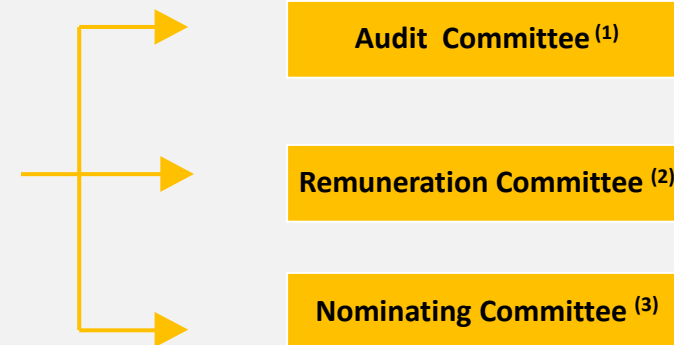 Audit Committee (1)
Remuneration Committee (2)
Nominating Committee (3)